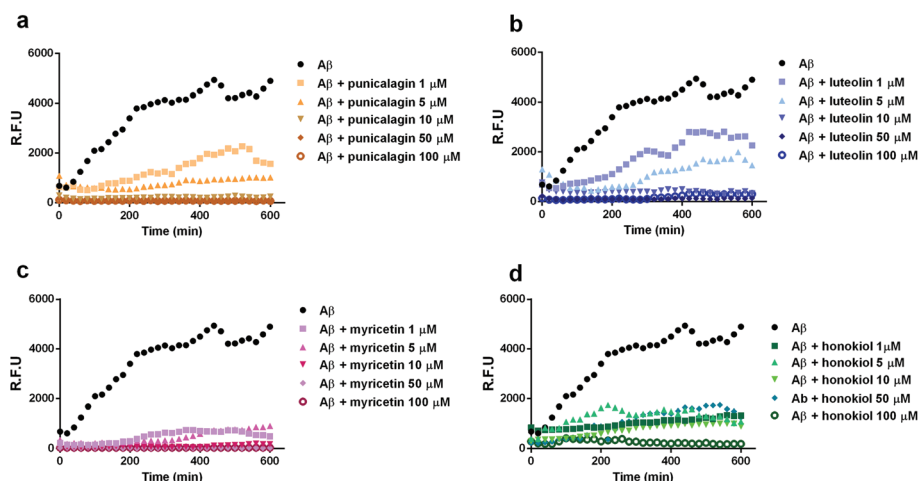 a
R.F.U
6000
4000
2000
0
0
200
400
600
Time (min)
Aβ
Aβ + punicalagin 1 μM
Aβ + punicalagin 5 μM
Aβ + punicalagin 10 μM
Aβ + punicalagin 50 μM
Aβ + punicalagin 100 μM
b
R.F.U
6000
4000
2000
0
0
200
400
600
Time (min)
Aβ
Aβ + luteolin 1 μM
Aβ + luteolin 5 μM
Aβ + luteolin 10 μM
Aβ + luteolin 50 μM
Aβ + luteolin 100 μM
c
R.F.U
6000
4000
2000
0
0
200
400
600
Time (min)
Aβ
Aβ + myricetin 1 μM
Aβ + myricetin 5 μM
Aβ + myricetin 10 μM
Aβ + myricetin 50 μM
Aβ + myricetin 100 μM
d
R.F.U
6000
4000
2000
0
0
200
400
600
Time (min)
Aβ
Aβ + honokiol 1μM
Aβ + honokiol 5 μM
Aβ + honokiol 10 μM
Ab + honokiol 50 μM
Aβ + honokiol 100 μM